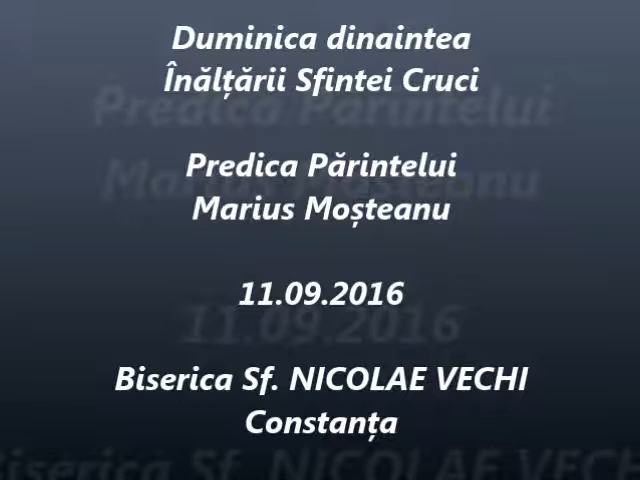 Duminica dinaintea
Înălțării Sfintei Cruci
Predica Părintelui
Marius Moșteanu
11.09.2016
Biserica Sf. NICOLAE VECHI
Constanța